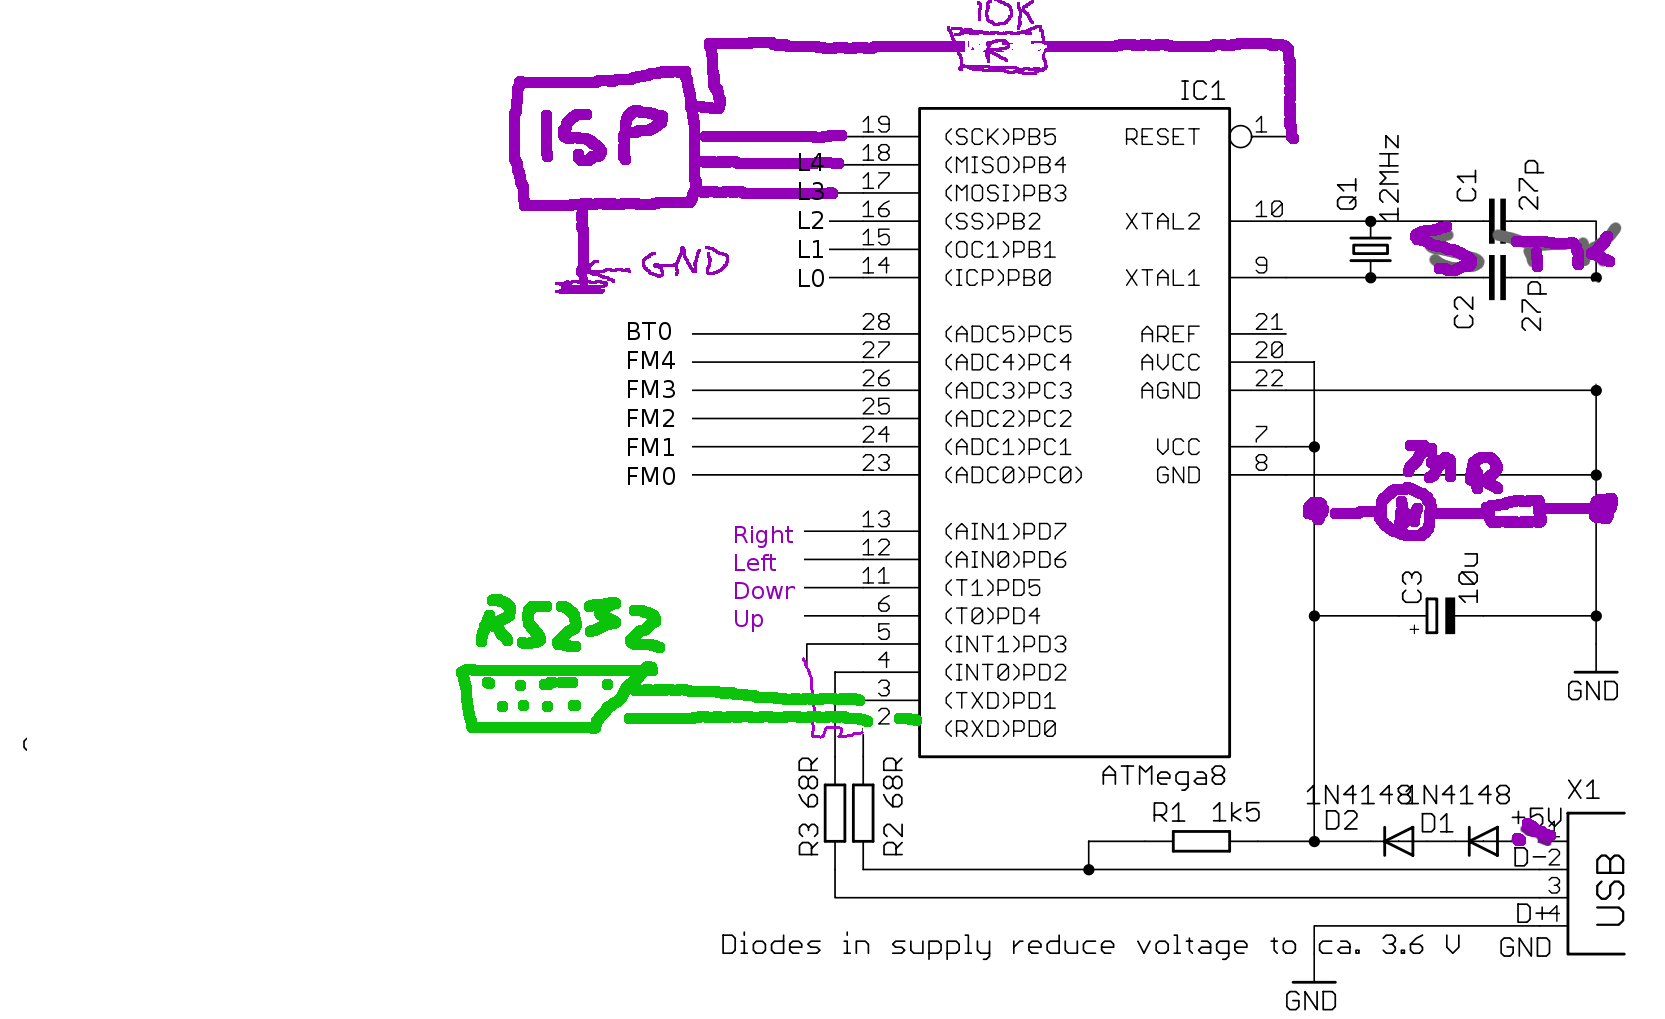 10K
R
ISP
IC1
19 (SCK)PB5 RESET 1
L4 18 (MISO)PB4
L3 17 (MOSI)PB3
L2 16 (SS)PB2 XTAL2 10
L1 15 (OC1)PB1
L0 14 (ICP)PB0 XTAL1 9
GND
Q1 12MHz
C1 27p
C2 27p
BT0 28 (ADC5)PC5 AREF 21
FM4 27 (ADC4)PC4 AVCC 20
FM3 26 (ADC3)PC3 AGND 22
FM2 25 (ADC2)PC2
FM1 24 (ADC1)PC1 VCC 7
FM0 23 (ADC0)PC0) GND 8
Right 13 (AIN1)PD7
Left 12 (AIN0)PD6
Down 11 (T1)PD5
Up 6 (T0)PD4
5 (INT1)PD3
4 (INT0)PD2
3 (TXD)PD1
2 (RXD)PD0
RS232
C3 10u
+
GND
ATMega8
R3 68R
R2 68R
R1 1k5
1N4148 1N4148
D2 D1
X1
+5V
D-2
3
D+4
GND
USB
Diodes in supply reduce voltage to ca. 3.6 V
GND